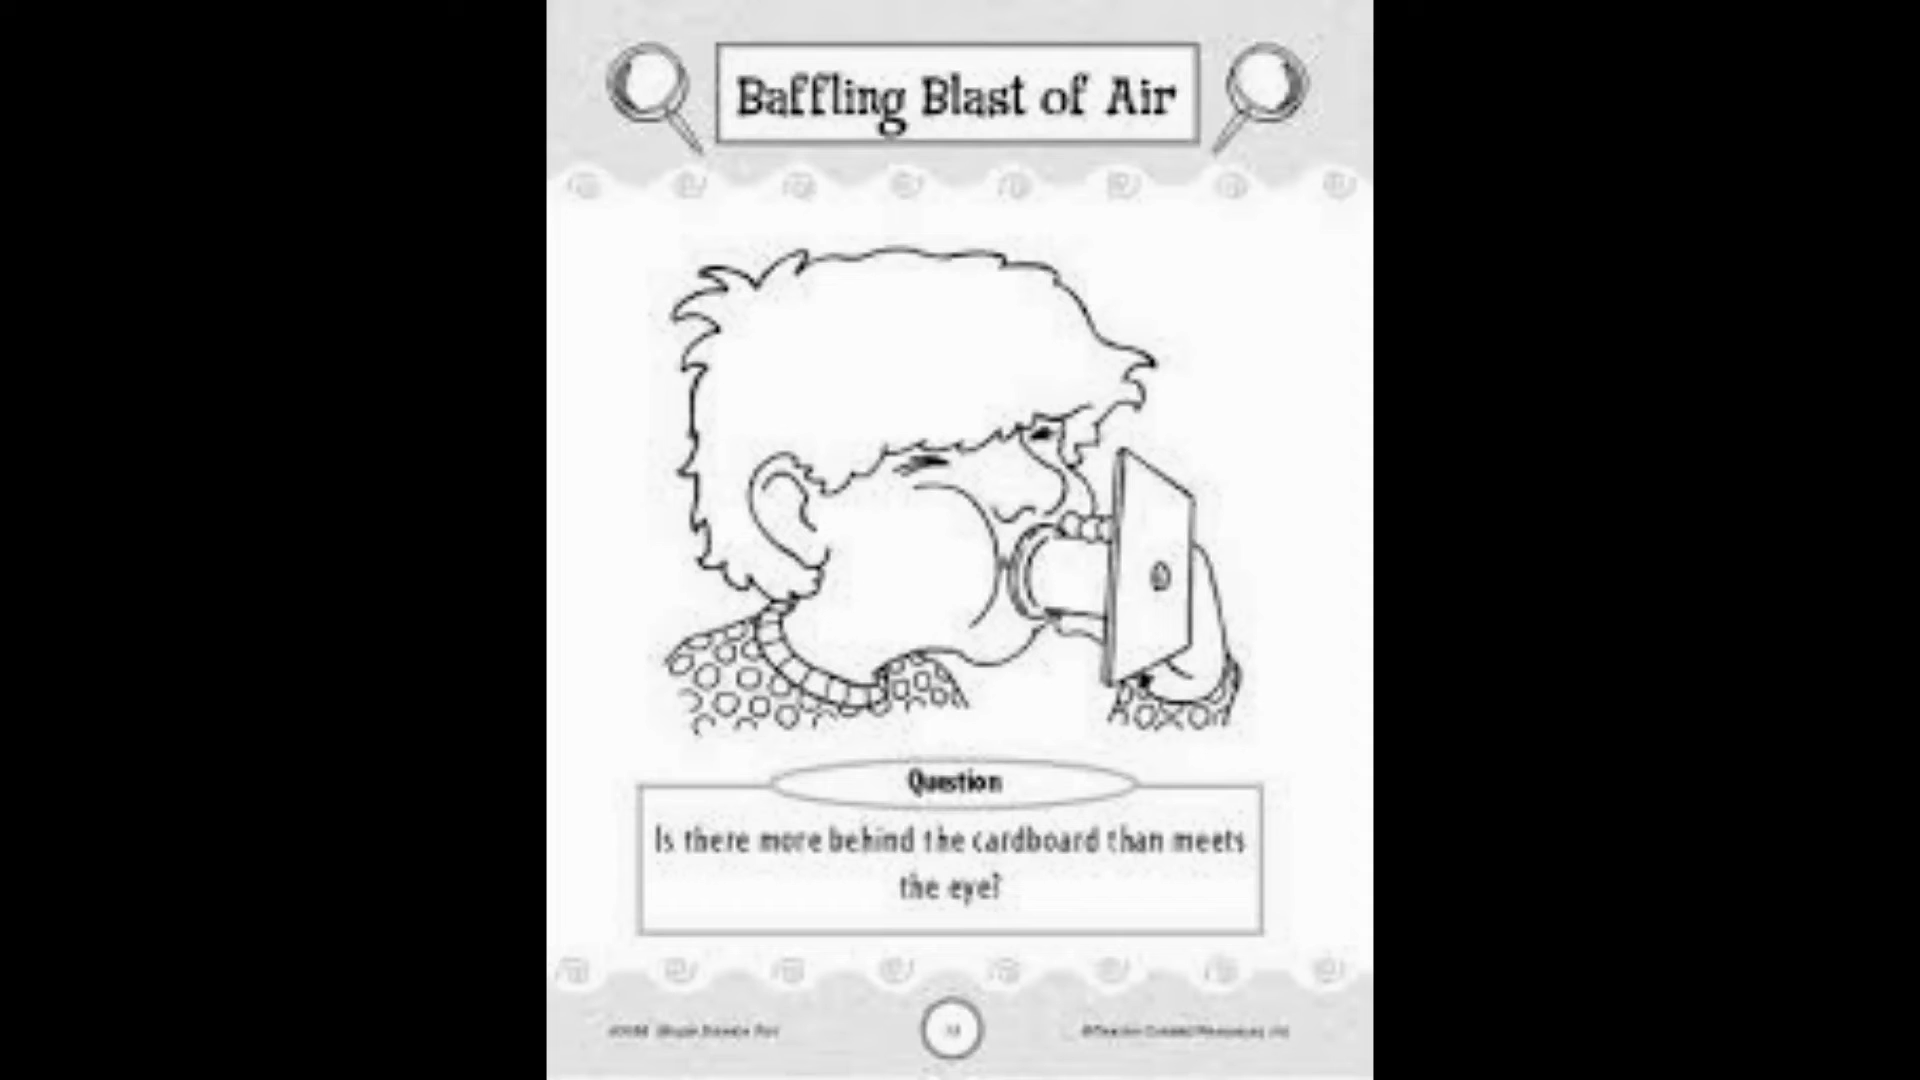 Baffling Blast of Air
Question
Is there more behind the cardboard than meets
the eye?